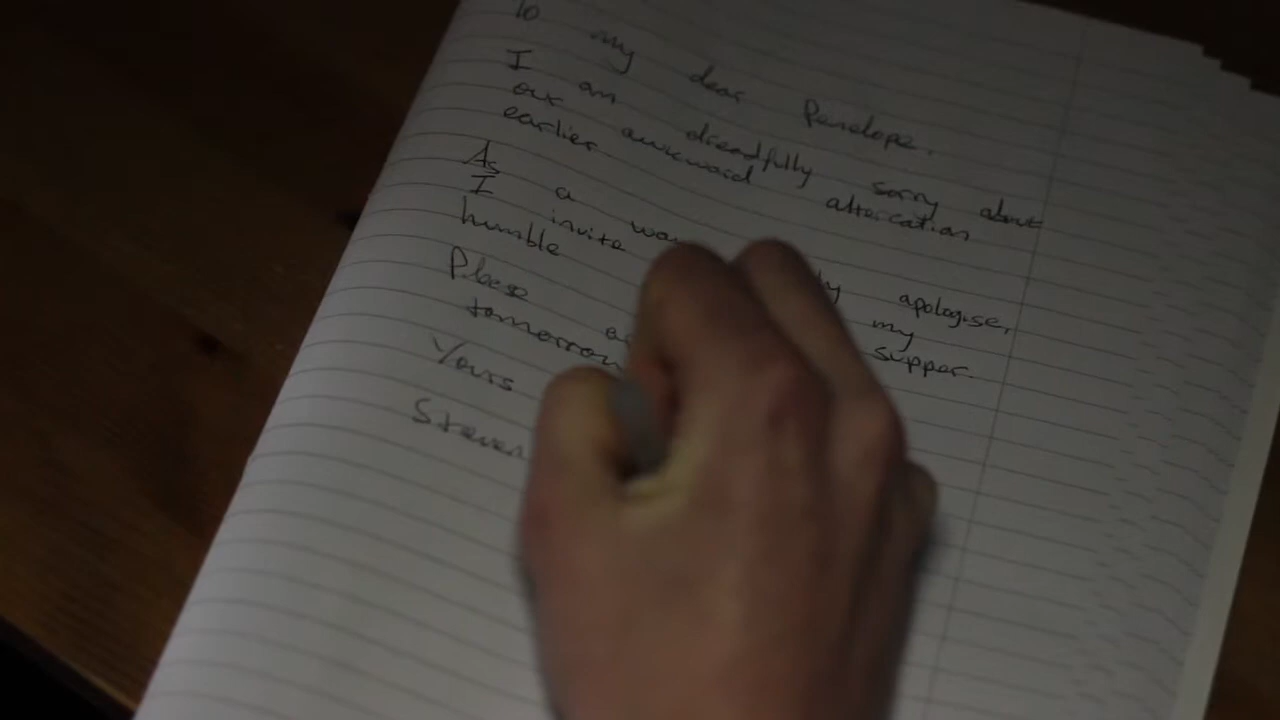 To my dear Penelope.
I am dreadfully sorry about
our awkward altercation
earlier
As a way apologise,
I invite my
humble supper.
Please
tomorrow
Yours
Steven